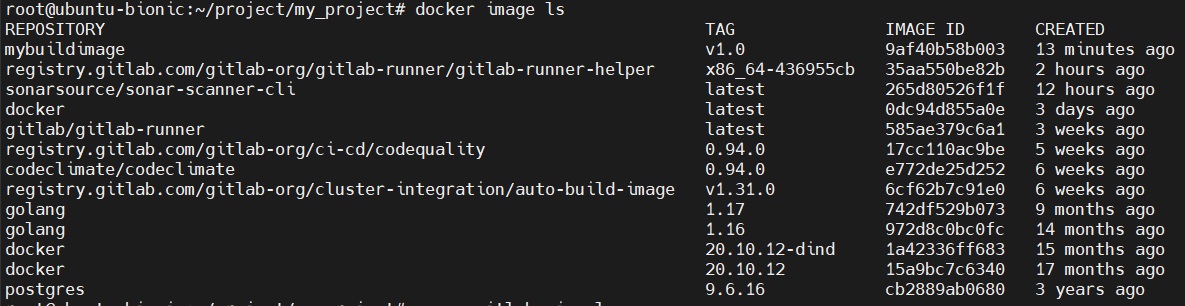 root@ubuntu-bionic:~/project/my_project# docker image ls
REPOSITORY TAG IMAGE ID CREATED
mybuildimage v1.0 9af40b58b003 13 minutes ago
registry.gitlab.com/gitlab-org/gitlab-runner/gitlab-runner-helper x86_64-436955cb 35aa550be82b 2 hours ago
sonarsource/sonar-scanner-cli latest 265d80526f1f 12 hours ago
docker latest 0dc94d855a0e 3 days ago
gitlab/gitlab-runner latest 585ae379c6a1 3 weeks ago
registry.gitlab.com/gitlab-org/ci-cd/codequality 0.94.0 17cc110ac9be 5 weeks ago
codeclimate/codeclimate 0.94.0 e772de25d252 6 weeks ago
registry.gitlab.com/gitlab-org/cluster-integration/auto-build-image v1.31.0 6cf62b7c91e0 6 weeks ago
golang 1.17 742df529b073 9 months ago
golang 1.16 972d8c0bc0fc 14 months ago
docker 20.10.12-dind 1a42336ff683 15 months ago
docker 20.10.12 15a9bc7c6340 17 months ago
postgres 9.6.16 cb2889ab0680 3 years ago